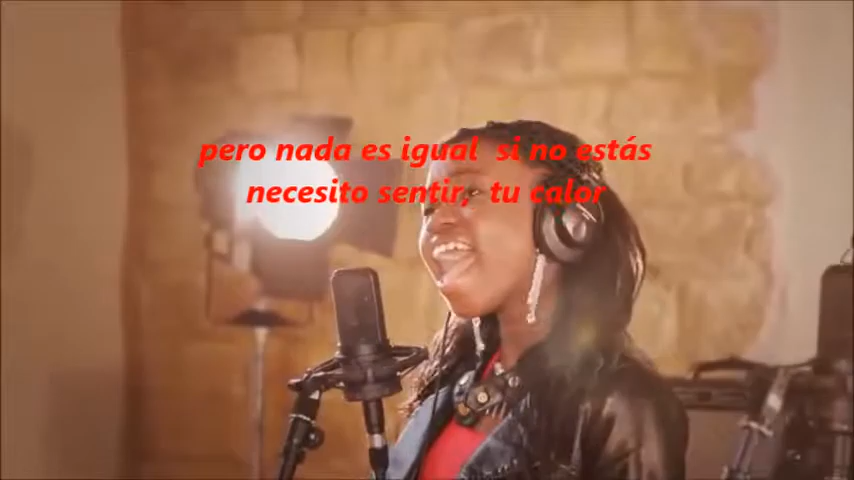 pero nada es igual si no estás
necesito sentir, tu calor